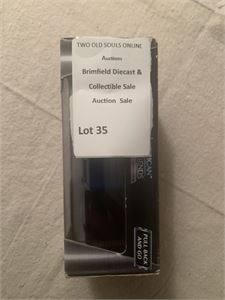 TWO OLD SOULS ONLINE
Auctions
Brimfield Diecast &
Collectible Sale
Auction Sale
Lot 35
PULL BACK
AND GO